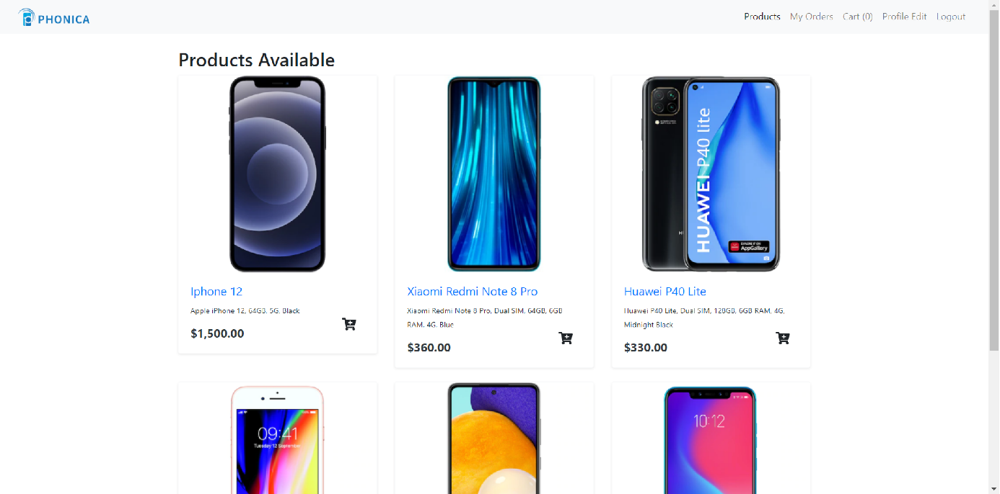 PHONICA
Products My Orders Cart (0) Profile Edit Logout
Products Available
HUAWEI P40 lite
EXPLORE IT ON
AppGallery
Iphone 12
Apple iPhone 12, 64GB, 5G, Black
$1,500.00
Xiaomi Redmi Note 8 Pro
Xiaomi Redmi Note 8 Pro, Dual SIM, 64GB, 6GB
RAM, 4G, Blue
$360.00
Huawei P40 Lite
Huawei P40 Lite, Dual SIM, 128GB, 6GB RAM, 4G,
Midnight Black
$330.00
09:41
Tuesday 12 September
10:12